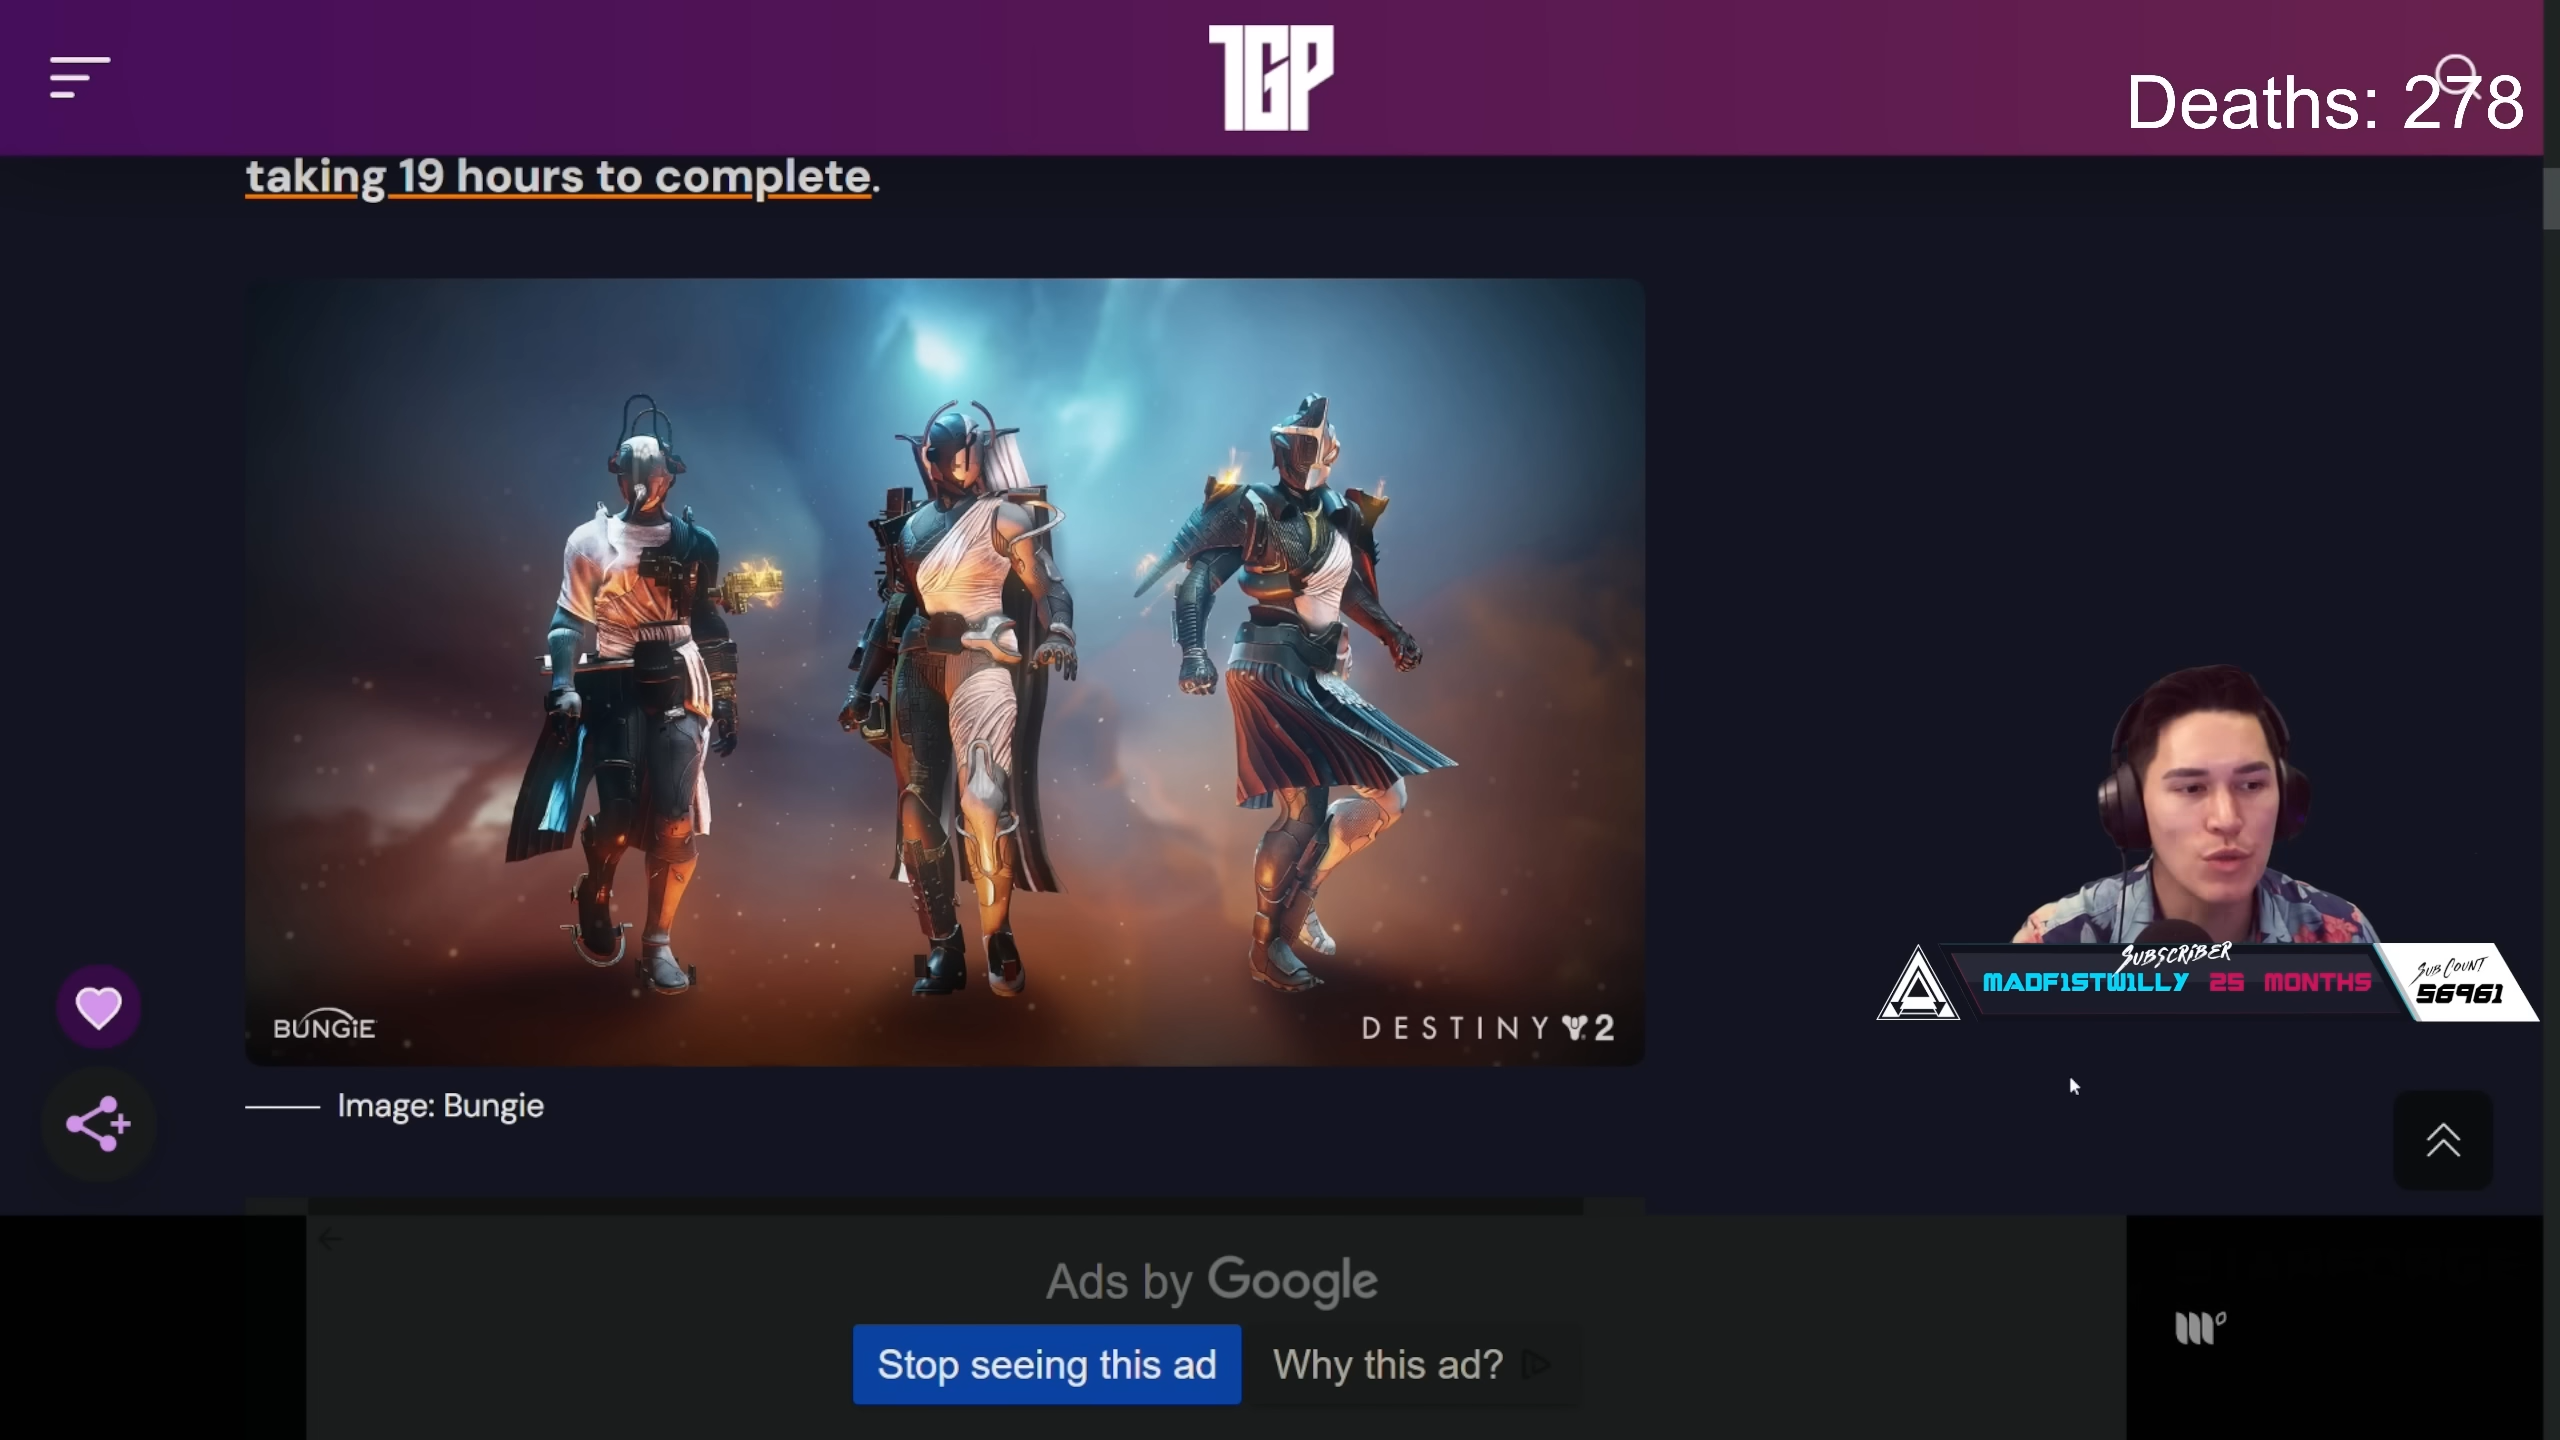 TGP
Deaths: 278
taking 19 hours to complete.
BUNGiE
DESTINY 2
SUBSCRIBER
MADF1STW1LLY 25 MONTHS
SUB COUNT
56961
Image: Bungie
Ads by Google
Stop seeing this ad
Why this ad?